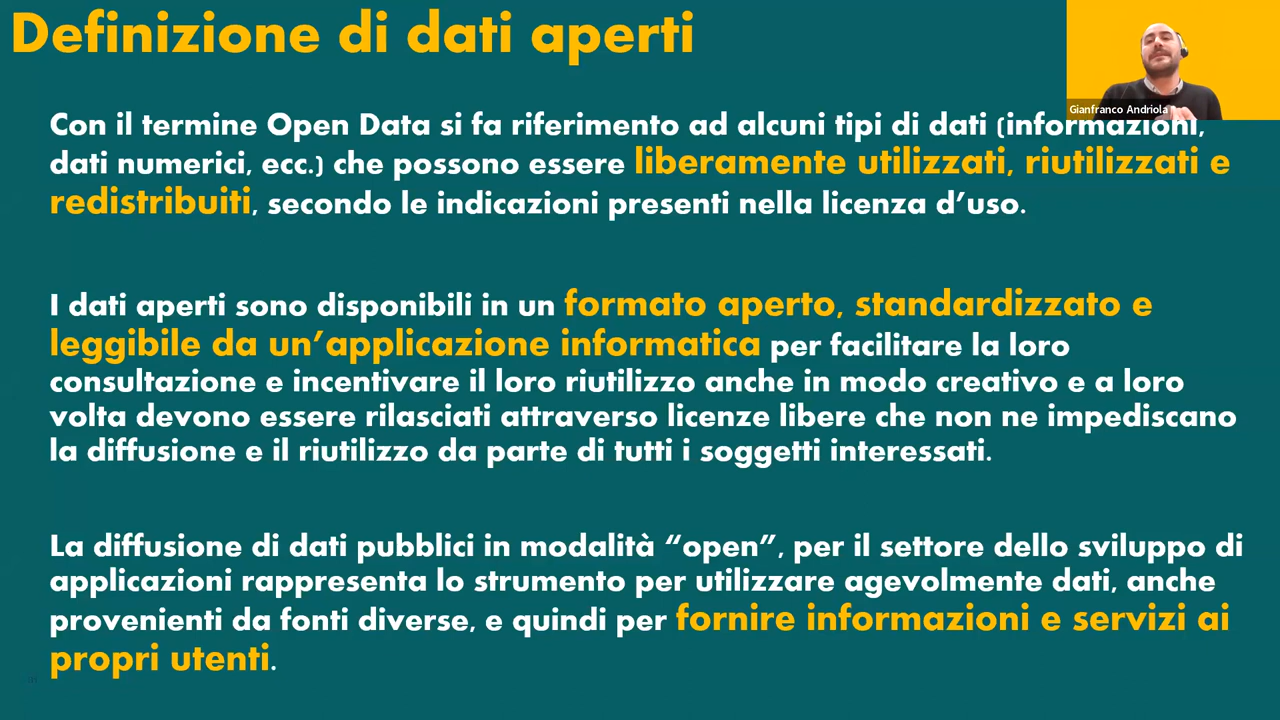 Definizione di dati aperti
Gianfranco Andriola
Con il termine Open Data si fa riferimento ad alcuni tipi di dati (informazioni,
dati numerici, ecc.) che possono essere liberamente utilizzati, riutilizzati e
redistribuiti, secondo le indicazioni presenti nella licenza d’uso.
I dati aperti sono disponibili in un formato aperto, standardizzato e
leggibile da un’applicazione informatica per facilitare la loro
consultazione e incentivare il loro riutilizzo anche in modo creativo e a loro
volta devono essere rilasciati attraverso licenze libere che non ne impediscano
la diffusione e il riutilizzo da parte di tutti i soggetti interessati.
La diffusione di dati pubblici in modalità “open”, per il settore dello sviluppo di
applicazioni rappresenta lo strumento per utilizzare agevolmente dati, anche
provenienti da fonti diverse, e quindi per fornire informazioni e servizi ai
propri utenti.